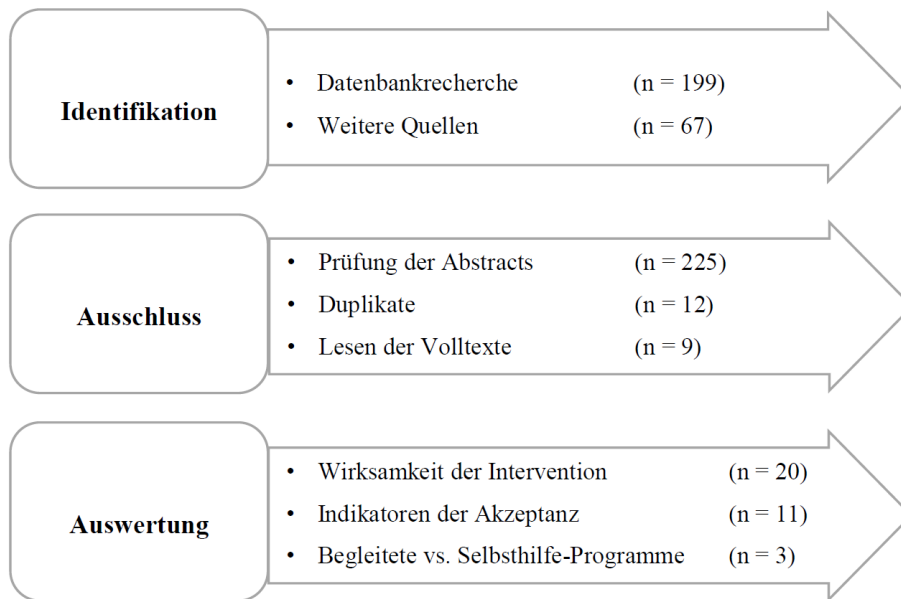 Identifikation
• Datenbankrecherche (n = 199)
• Weitere Quellen (n = 67)
Ausschluss
• Prüfung der Abstracts (n = 225)
• Duplikate (n = 12)
• Lesen der Volltexte (n = 9)
Auswertung
• Wirksamkeit der Intervention (n = 20)
• Indikatoren der Akzeptanz (n = 11)
• Begleitete vs. Selbsthilfe-Programme (n = 3)